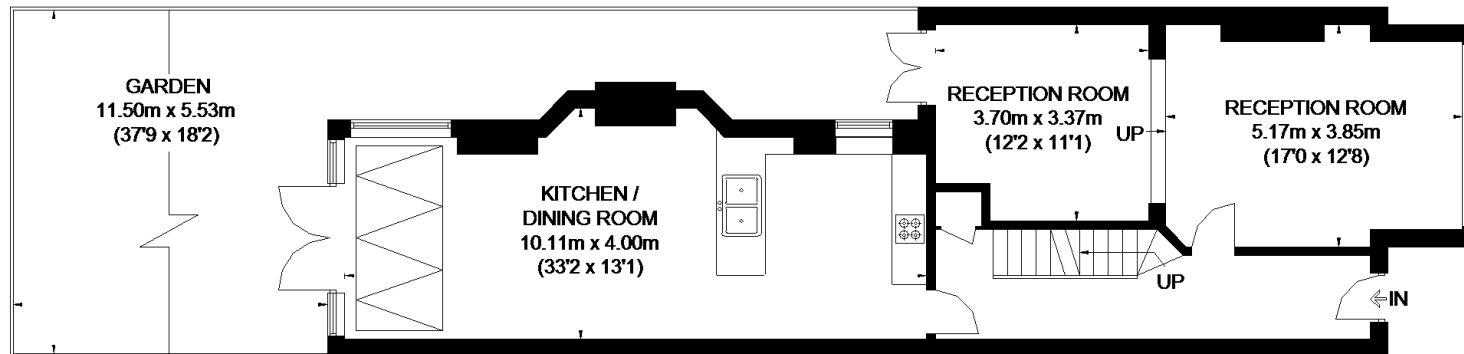 GARDEN
11.50m x 5.53m
(37'9 x 18'2)
KITCHEN /
DINING ROOM
10.11m x 4.00m
(33'2 x 13'1)
RECEPTION ROOM
3.70m x 3.37m
(12'2 x 11'1)
UP
RECEPTION ROOM
5.17m x 3.85m
(17'0 x 12'8)
UP
IN